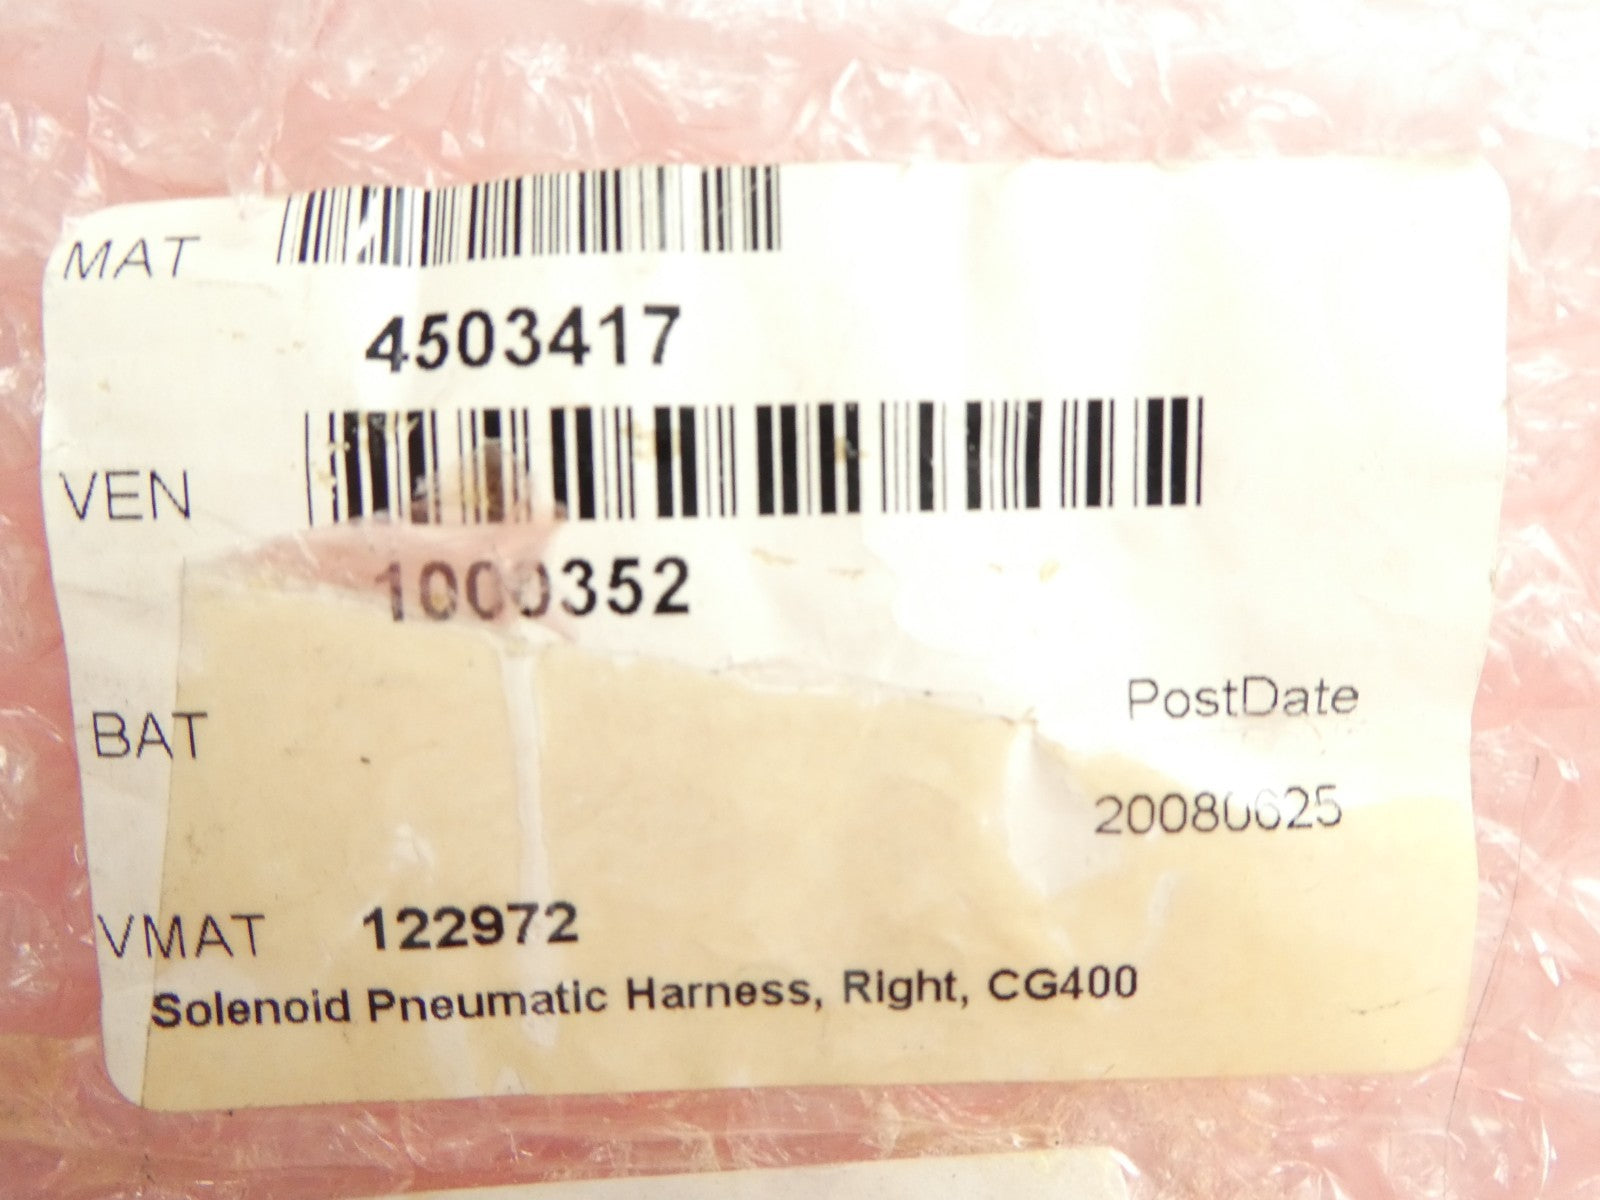 MAT
4503417
VEN
1000352
BAT
PostDate
20080625
VMAT 122972
Solenoid Pneumatic Harness, Right, CG400